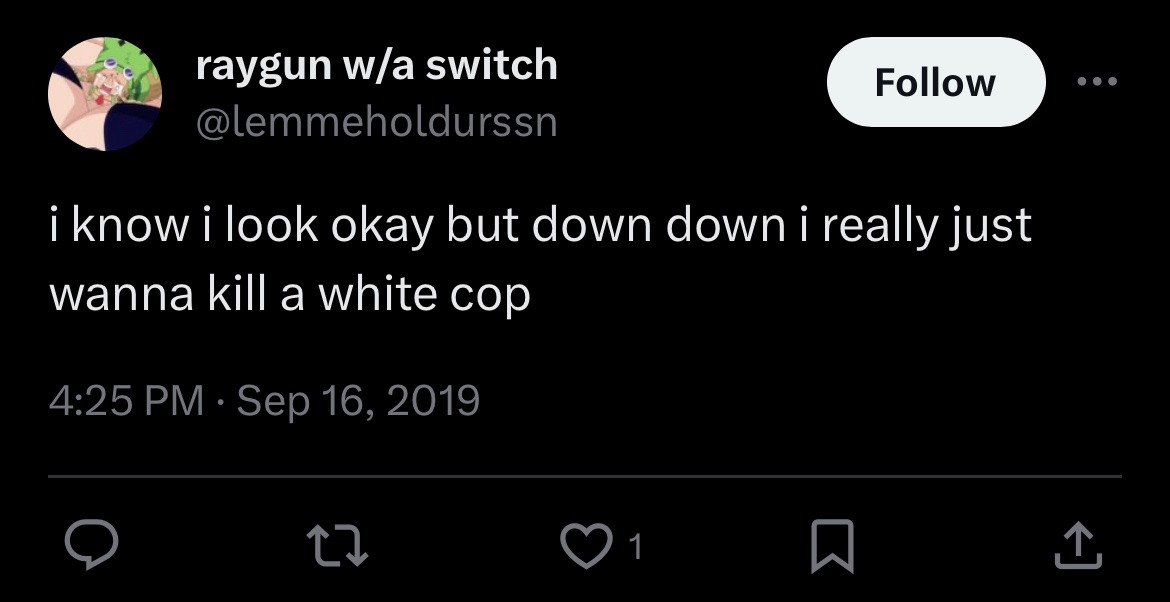 raygun w/a switch
Follow
@lemmeholdurssn
i know i look okay but down down i really just
wanna kill a white cop
4:25 PM · Sep 16, 2019
1